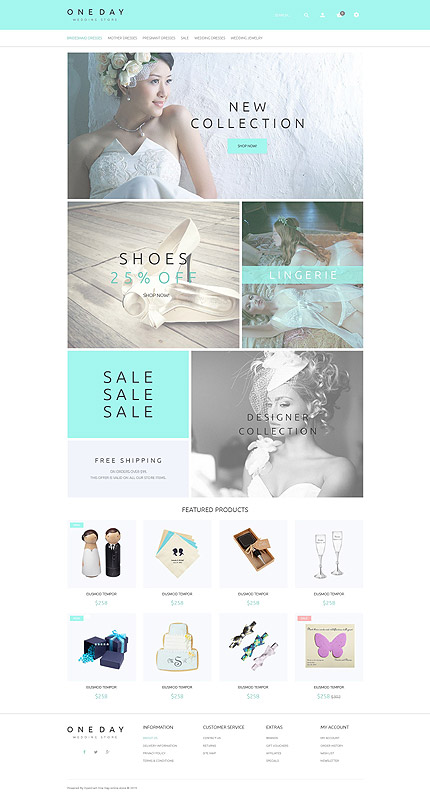 ONE DAY
WEDDING STORE
0
BRIDESMAID DRESSES MOTHER DRESSES PREGNANT DRESSES SALE WEDDING DRESSES WEDDING JEWELRY
NEW
COLLECTION
SHOP NOW!
SHOES
25% OFF
SHOP NOW!
LINGERIE
SALE
SALE
SALE
DESIGNER
COLLECTION
FREE SHIPPING
ON ORDERS OVER $99.
THIS OFFER IS VALID ON ALL OUR STORE ITEMS.
FEATURED PRODUCTS
EIUSMOD TEMPOR EIUSMOD TEMPOR EIUSMOD TEMPOR EIUSMOD TEMPOR
$258 $258 $258 $258
SALE
EIUSMOD TEMPOR EIUSMOD TEMPOR EIUSMOD TEMPOR EIUSMOD TEMPOR
$258 $258 $258 $258
ONE DAY
WEDDING STORE
INFORMATION CUSTOMER SERVICE EXTRAS MY ACCOUNT
ABOUT US CONTACT US BRANDS MY ACCOUNT
DELIVERY INFORMATION RETURNS GIFT VOUCHERS ORDER HISTORY
PRIVACY POLICY SITE MAP AFFILIATES WISH LIST
TERMS & CONDITIONS SPECIALS NEWSLETTER